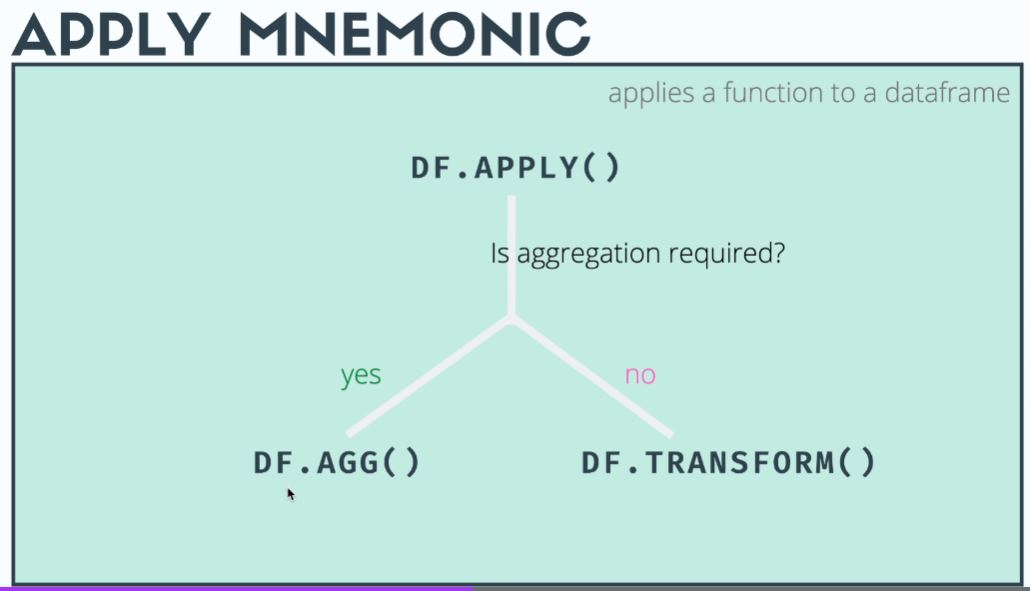 APPLY MNEMONIC
applies a function to a dataframe
DF.APPLY()
Is aggregation required?
yes
no
DF.AGG()
DF.TRANSFORM()